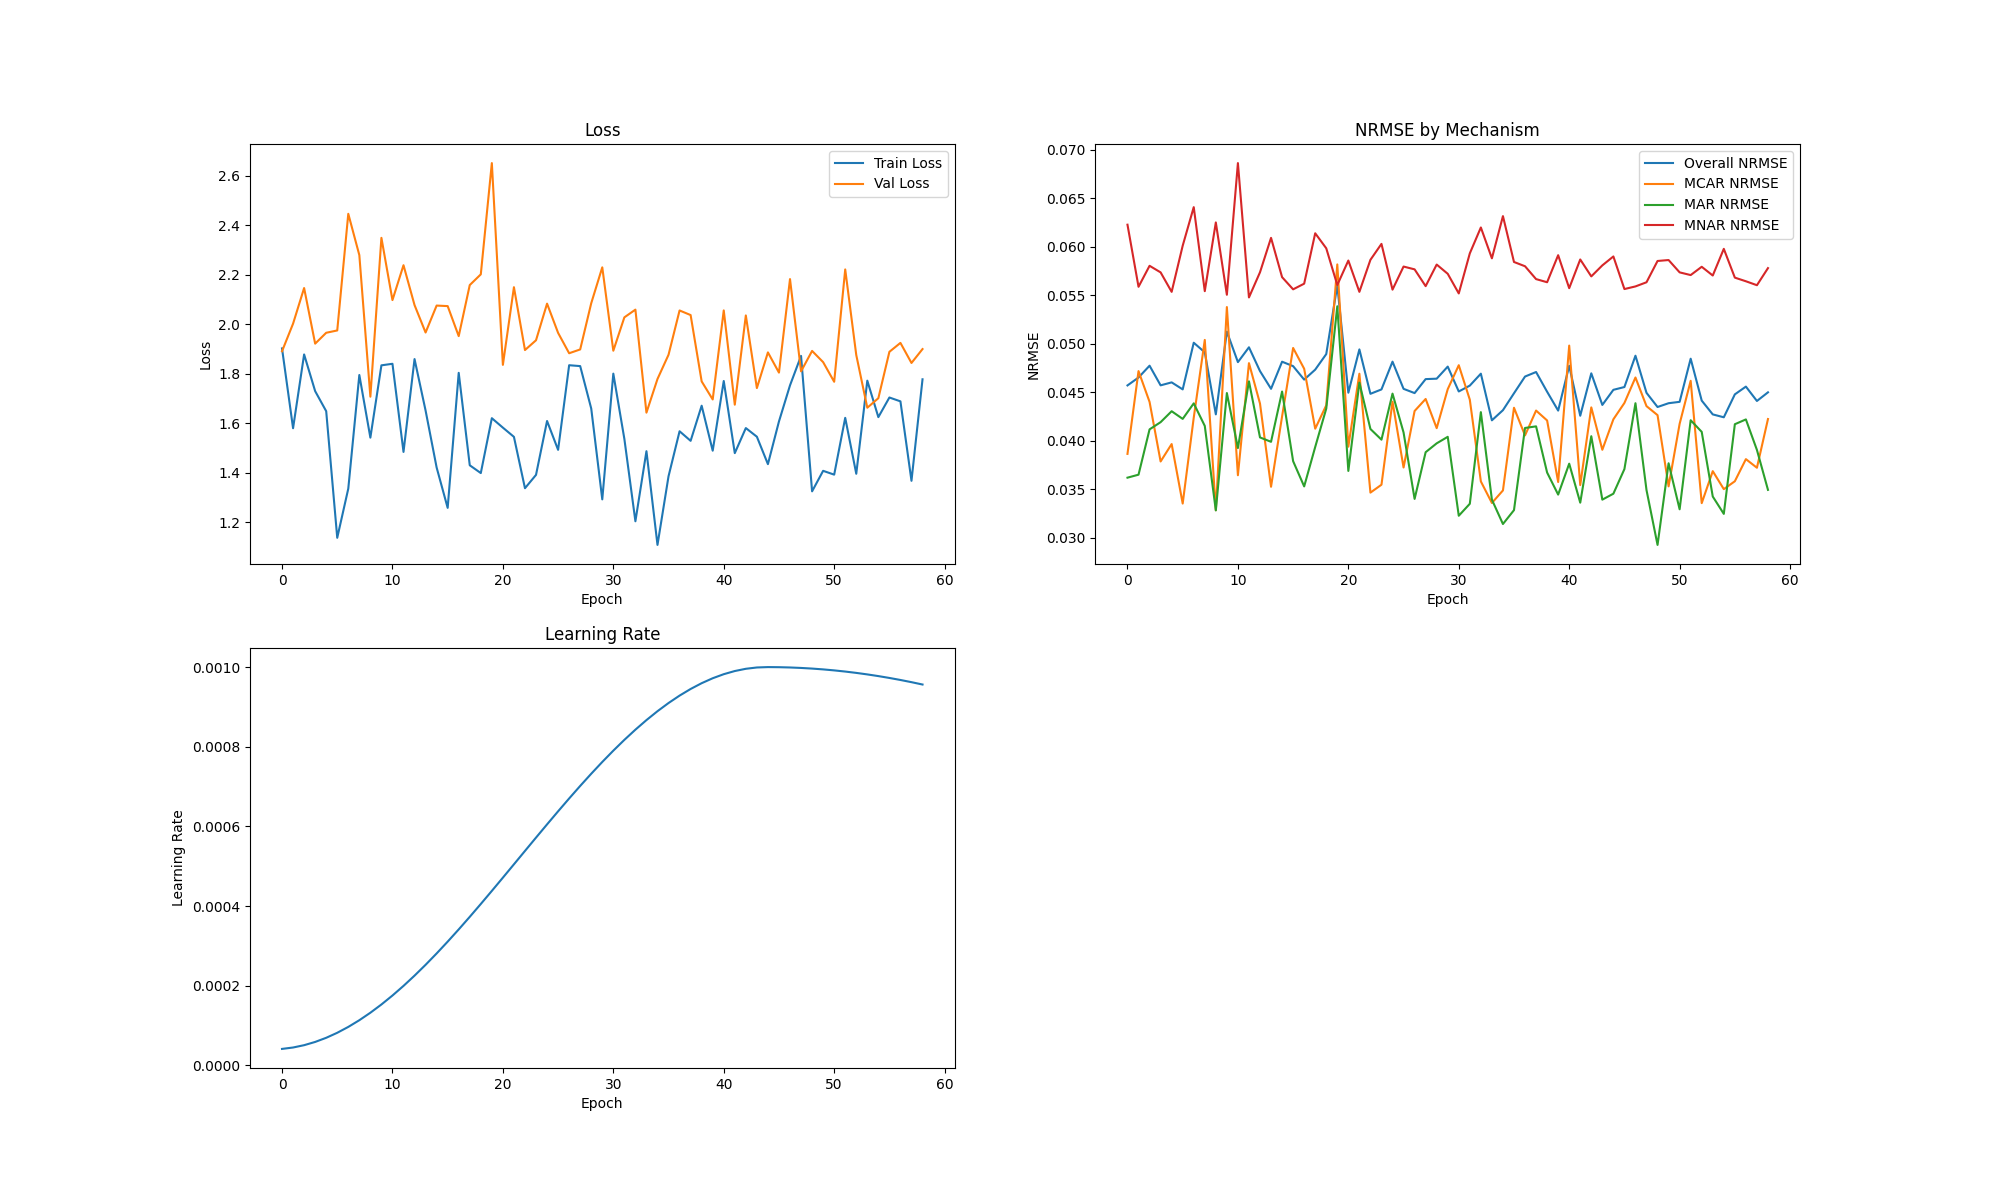 Loss
Train Loss
Val Loss
Loss
2.6
2.4
2.2
2.0
1.8
1.6
1.4
1.2
0 10 20 30 40 50 60
Epoch
NRMSE by Mechanism
Overall NRMSE
MCAR NRMSE
MAR NRMSE
MNAR NRMSE
NRMSE
0.070
0.065
0.060
0.055
0.050
0.045
0.040
0.035
0.030
0 10 20 30 40 50 60
Epoch
Learning Rate
Learning Rate
0.0010
0.0008
0.0006
0.0004
0.0002
0.0000
0 10 20 30 40 50 60
Epoch